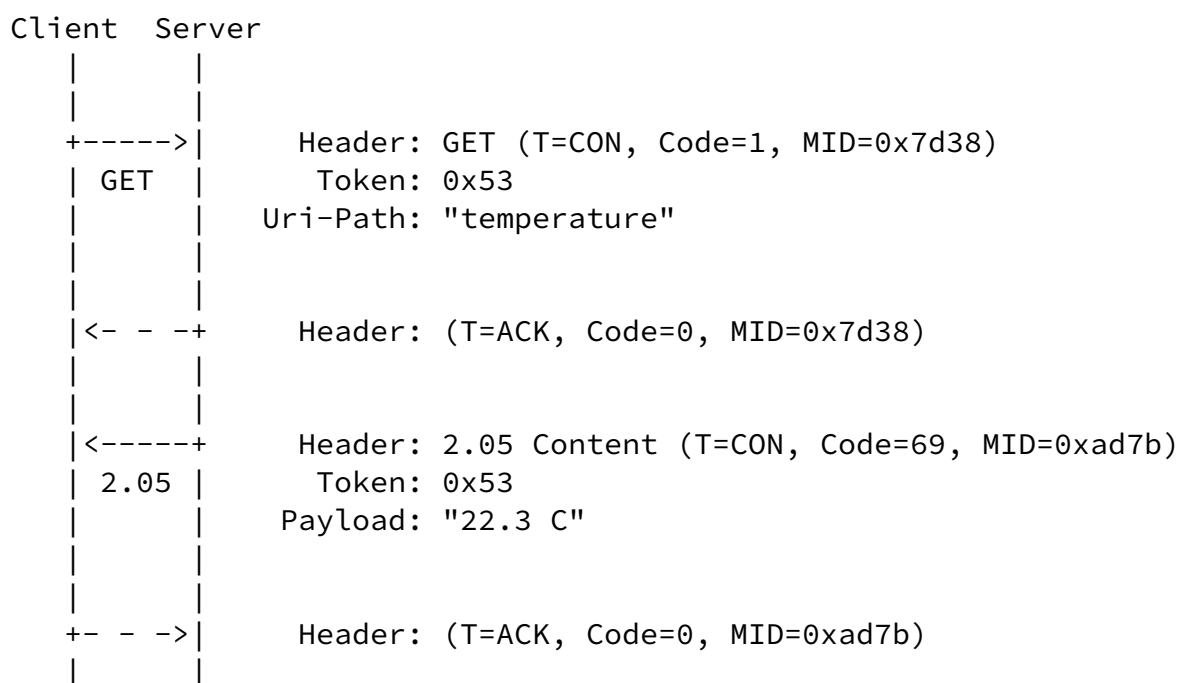 Client  Server
   |      |
   |      |
   +----->|     Header: GET (T=CON, Code=1, MID=0x7d38)
   | GET  |      Token: 0x53
   |      |   Uri-Path: "temperature"
   |      |
   |      |
   |<- - -+     Header: (T=ACK, Code=0, MID=0x7d38)
   |      |
   |      |
   |<-----+     Header: 2.05 Content (T=CON, Code=69, MID=0xad7b)
   | 2.05 |      Token: 0x53
   |      |    Payload: "22.3 C"
   |      |
   |      |
   +- - ->|     Header: (T=ACK, Code=0, MID=0xad7b)
   |      |